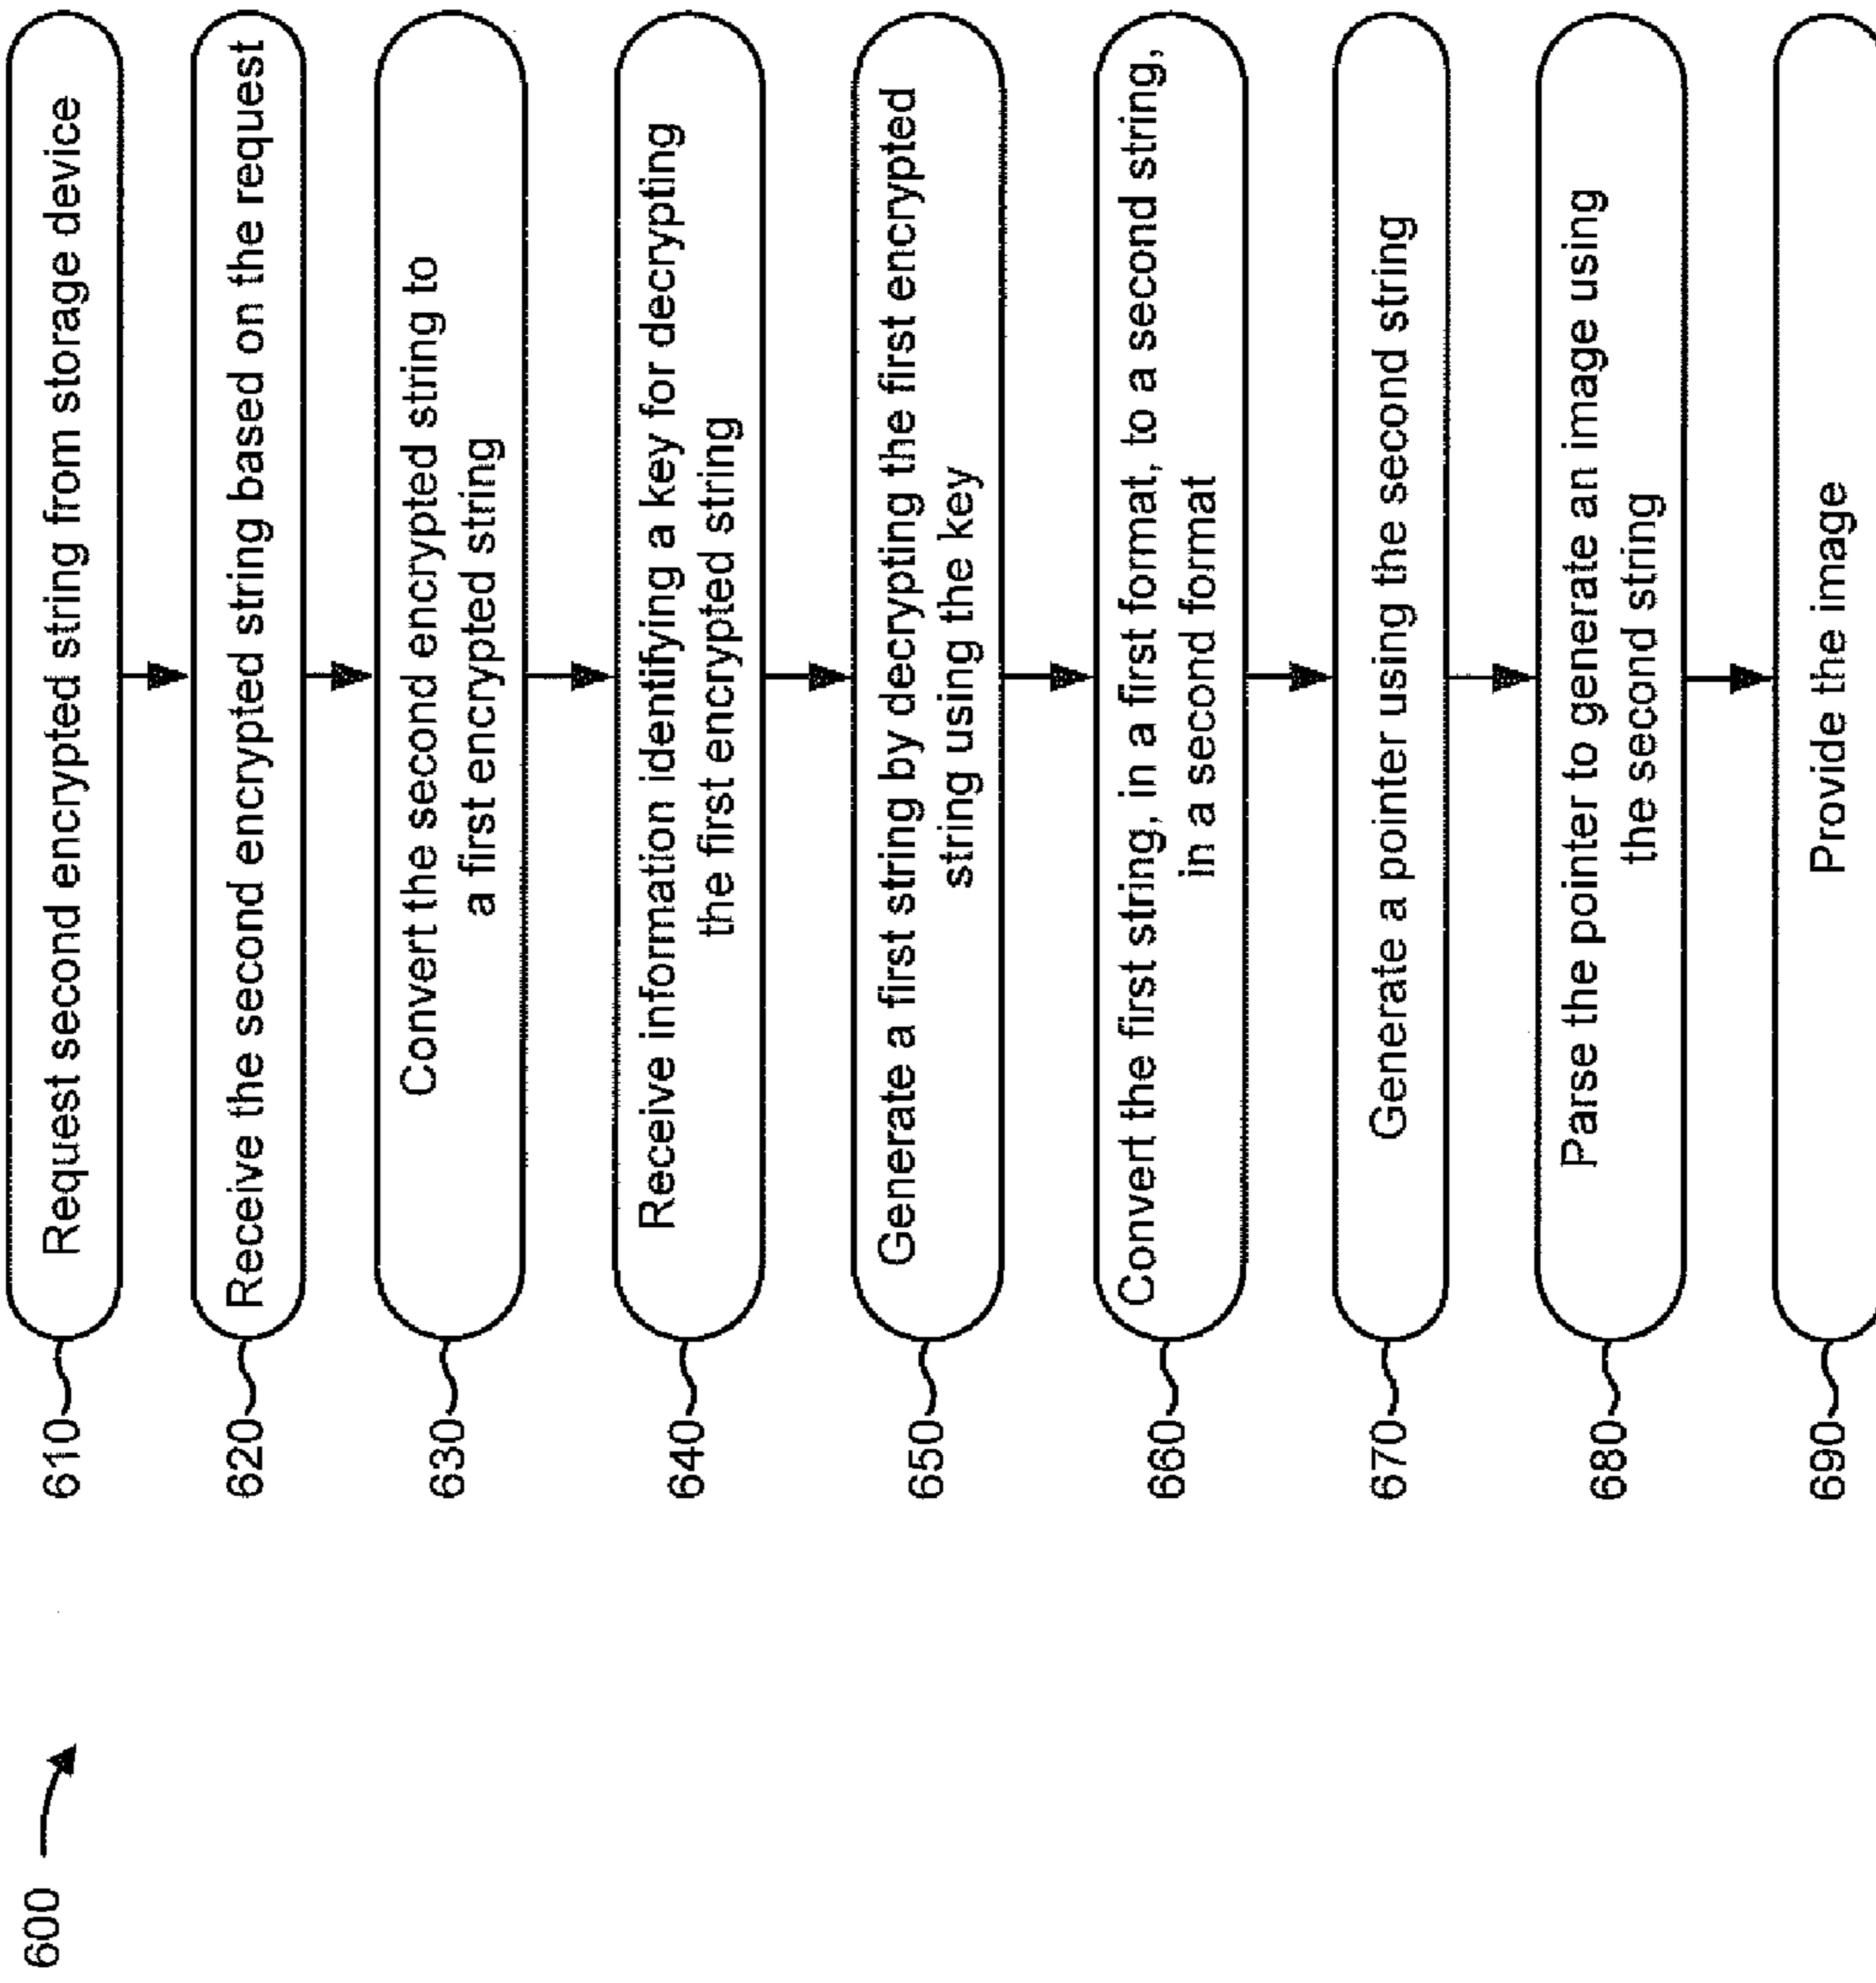 600
610
Request second encrypted string from storage device
620
Receive the second encrypted string based on the request
630
Convert the second encrypted string to
a first encrypted string
640
Receive information identifying a key for decrypting
the first encrypted string
650
Generate a first string by decrypting the first encrypted
string using the key
660
Convert the first string, in a first format, to a second string,
in a second format
670
Generate a pointer using the second string
680
Parse the pointer to generate an image using
the second string
690
Provide the image